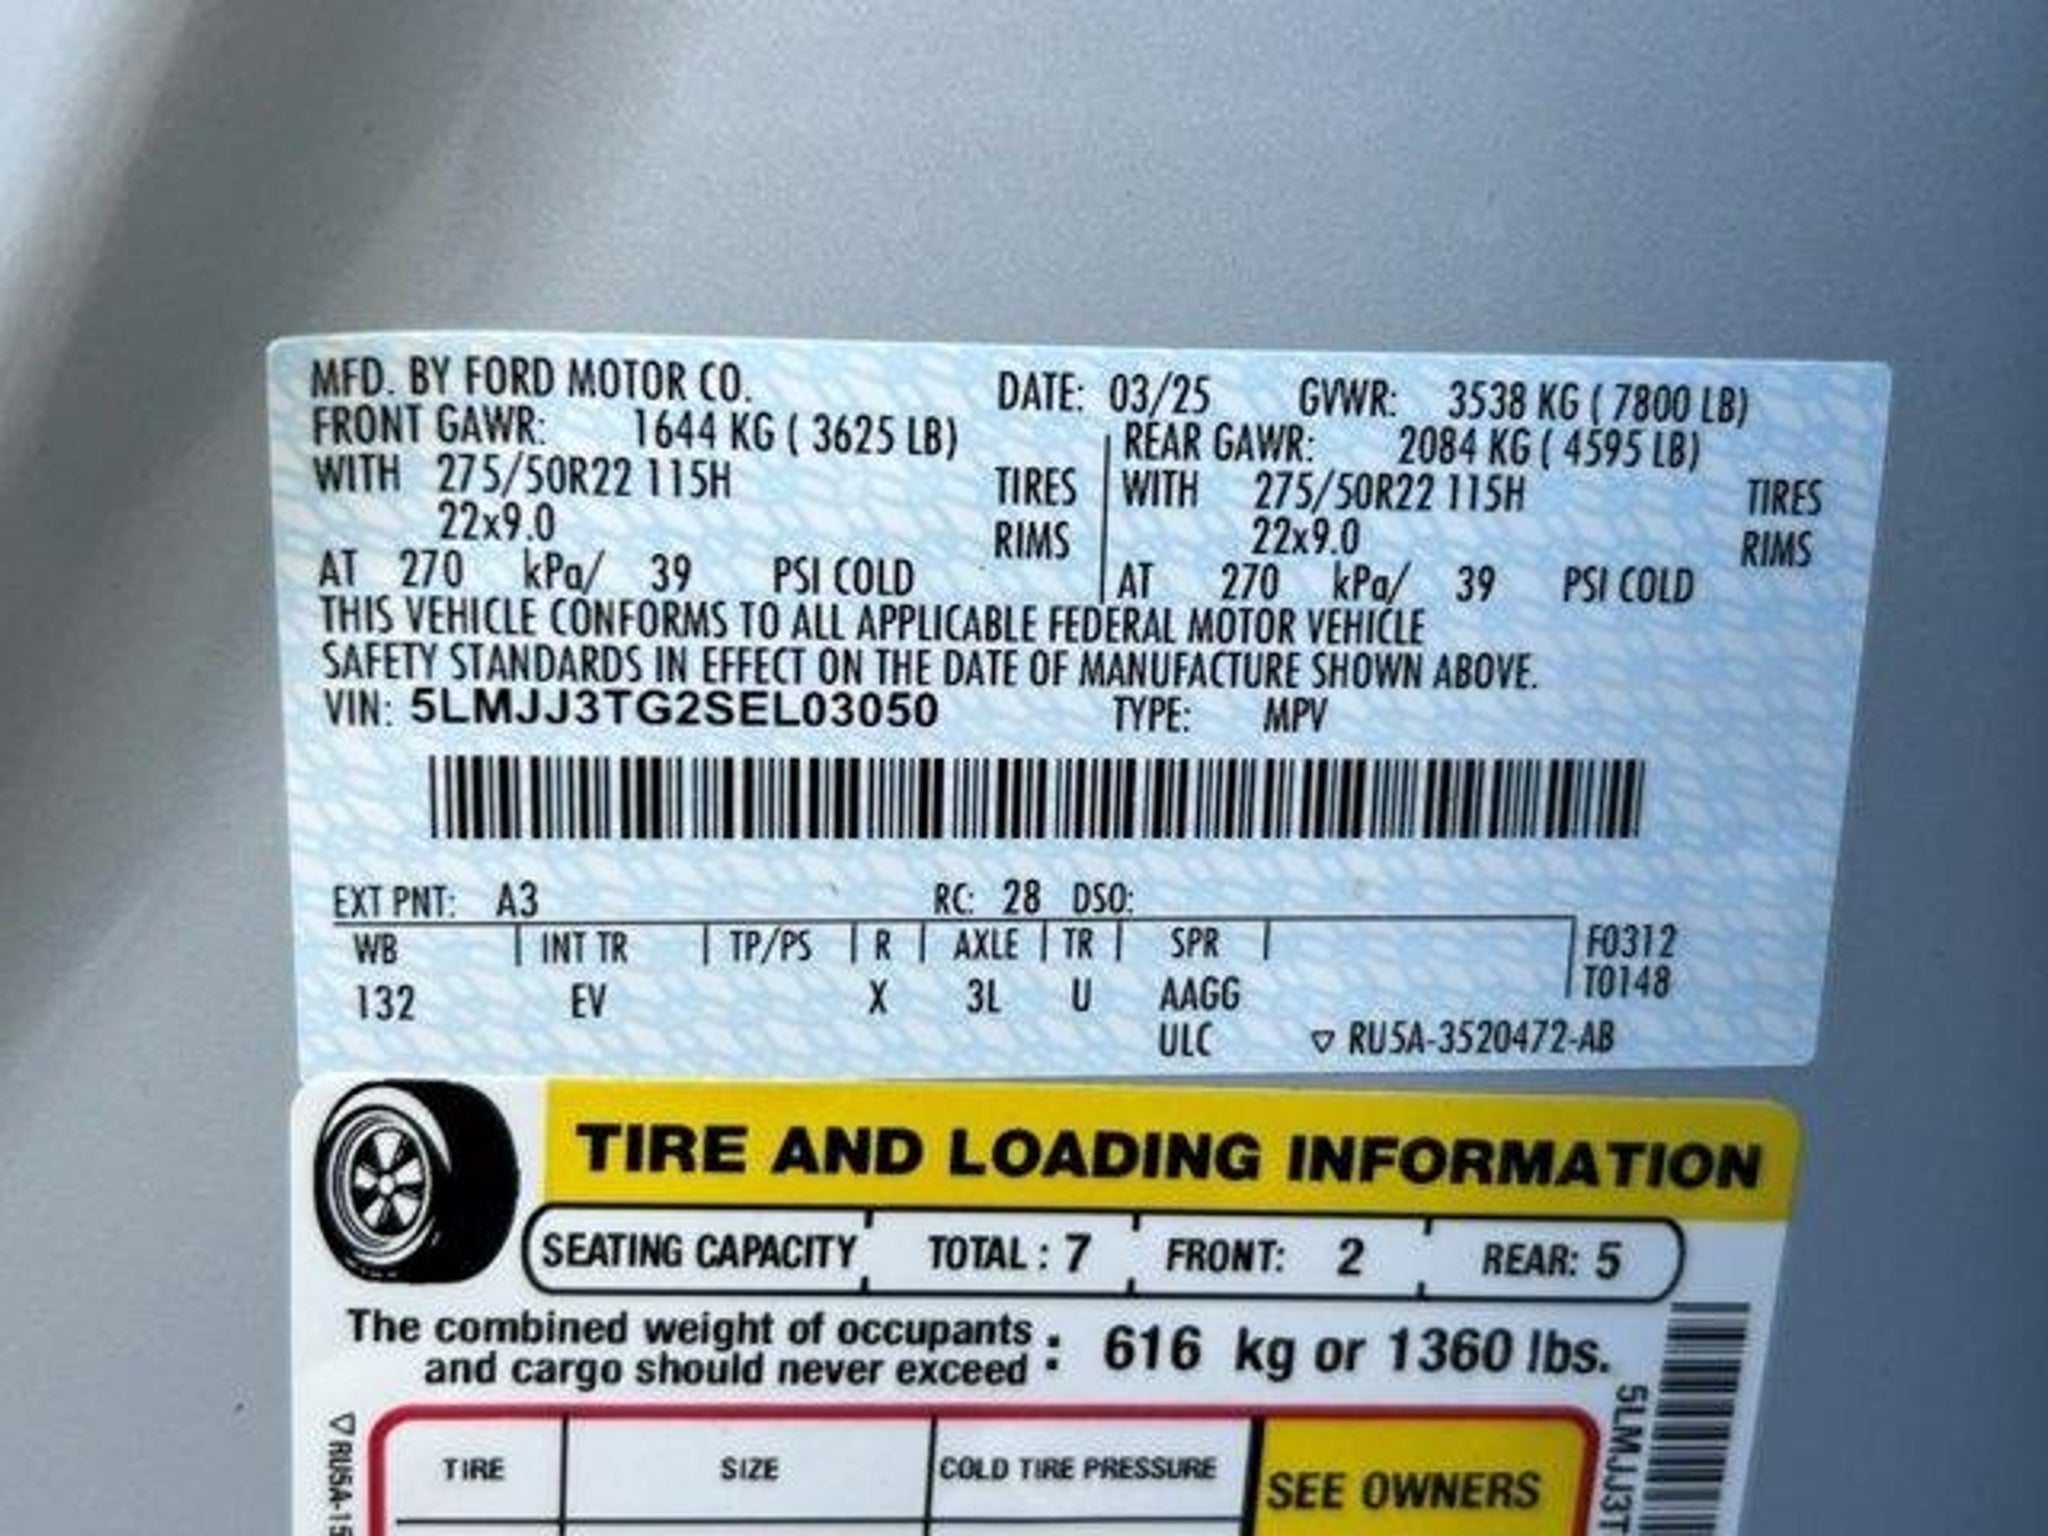 MFD. BY FORD MOTOR CO. DATE: 03/25 GVWR: 3538 KG ( 7800 LB)
FRONT GAWR: 1644 KG ( 3625 LB) REAR GAWR: 2084 KG ( 4595 LB)
WITH 275/50R22 115H TIRES WITH 275/50R22 115H TIRES
22x9.0 RIMS 22x9.0 RIMS
AT 270 kPa/ 39 PSI COLD AT 270 kPa/ 39 PSI COLD
THIS VEHICLE CONFORMS TO ALL APPLICABLE FEDERAL MOTOR VEHICLE
SAFETY STANDARDS IN EFFECT ON THE DATE OF MANUFACTURE SHOWN ABOVE.
VIN: 5LMJJ3TG2SEL03050 TYPE: MPV
EXT PNT: A3 RC: 28 DSO:
WB INT TR TP/PS R AXLE TR SPR F0312
T0148
132 EV X 3L U AAGG
ULC ▽ RU5A-3520472-AB
TIRE AND LOADING INFORMATION
SEATING CAPACITY TOTAL : 7 FRONT: 2 REAR: 5
The combined weight of occupants
and cargo should never exceed : 616 kg or 1360 lbs.
TIRE SIZE COLD TIRE PRESSURE SEE OWNERS
▽ RU5A-15
5LMJJ3T